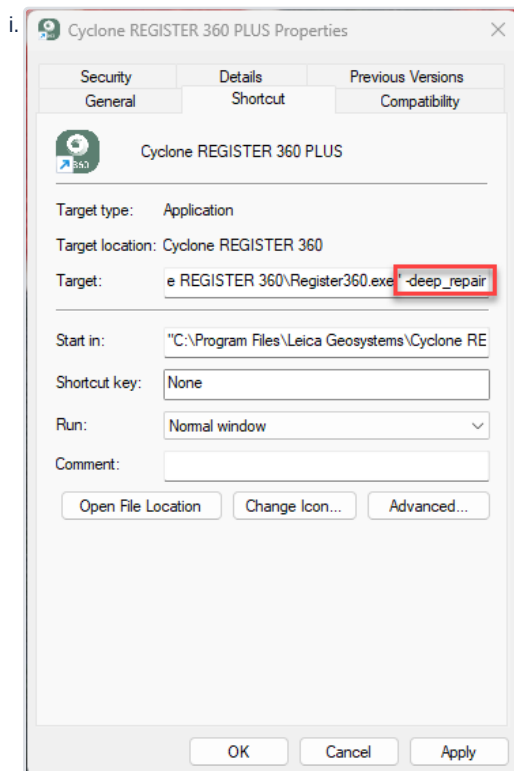 i.
Cyclone REGISTER 360 PLUS Properties
Security Details Previous Versions
General Shortcut Compatibility
360
Cyclone REGISTER 360 PLUS
Target type: Application
Target location: Cyclone REGISTER 360
Target: e REGISTER 360\Register360.exe" -deep_repair
Start in: "C:\Program Files\Leica Geosystems\Cyclone RE
Shortcut key: None
Run: Normal window
Comment:
Open File Location Change Icon... Advanced...
OK Cancel Apply